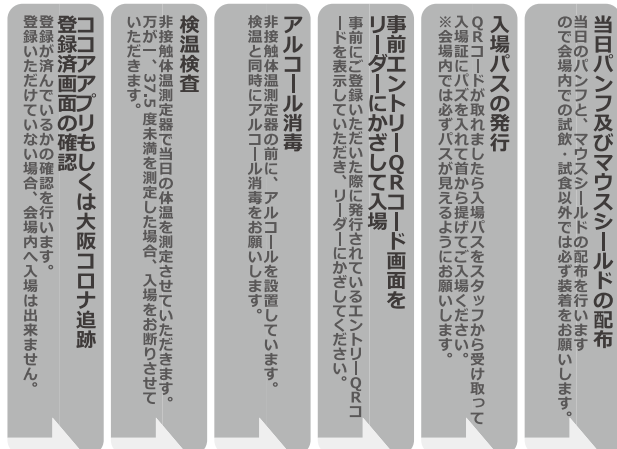 ココアアプリもしくは大阪コロナ追跡
登録済画面の確認
登録が済んでいるかの確認を行います。
登録いただけていない場合、会場内へ入場は出来ません。
検温検査
非接触体温測定器で当日の体温を測定させていただきます。
万が一、37.5度未満を測定した場合、入場をお断りさせて
いただきます。
アルコール消毒
非接触体温測定器の前に、アルコールを設置しています。
検温と同時にアルコール消毒をお願いします。
事前エントリーQRコード画面を
リーダーにかざして入場
事前にご登録いただいた際に発行されているエントリーQRコ
ードを表示していただき、リーダーにかざしてください。
入場パスの発行
QRコードが取れましたら入場パスをスタッフから受け取って
入場証にパズを入れて首から提げてご入場ください。
※会場内では必ずパスが見えるようにお願いします。
当日パンフ及びマウスシールドの配布
当日のパンフと、マウスシールドの配布を行います
ので会場内での試飲・試食以外では必ず装着をお願いします。